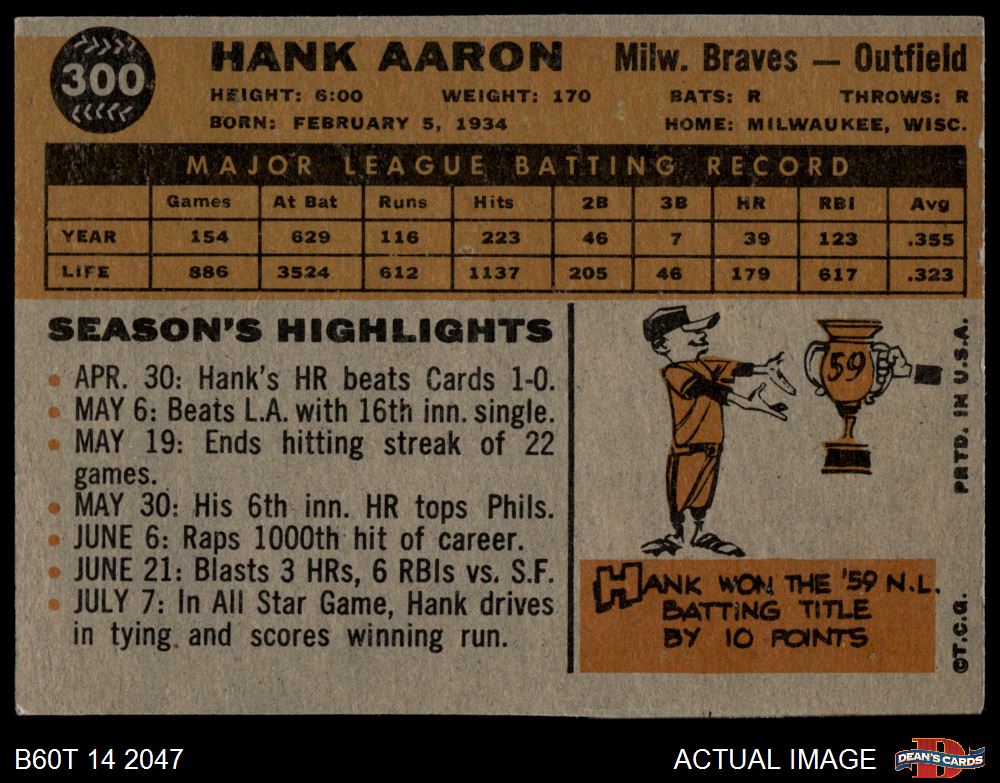 300
HANK AARON Milw. Braves — Outfield
HEIGHT: 6:00 WEIGHT: 170 BATS: R THROWS: R
BORN: FEBRUARY 5, 1934 HOME: MILWAUKEE, WISC.
MAJOR LEAGUE BATTING RECORD
Games At Bat Runs Hits 2B 3B HR RBI Avg
YEAR 154 629 116 223 46 7 39 123 .355
LIFE 886 3524 612 1137 205 46 179 617 .323
SEASON'S HIGHLIGHTS
• APR. 30: Hank's HR beats Cards 1-0.
• MAY 6: Beats L.A. with 16th inn. single.
• MAY 19: Ends hitting streak of 22
games.
• MAY 30: His 6th inn. HR tops Phils.
• JUNE 6: Raps 1000th hit of career.
• JUNE 21: Blasts 3 HRs, 6 RBIs vs. S.F.
• JULY 7: In All Star Game, Hank drives
in tying and scores winning run.
59
HANK WON THE '59 N.L.
BATTING TITLE
BY 10 POINTS
©T.C.G. PRTD. IN U.S.A.
B60T 14 2047 ACTUAL IMAGE
D
DEAN'S CARDS